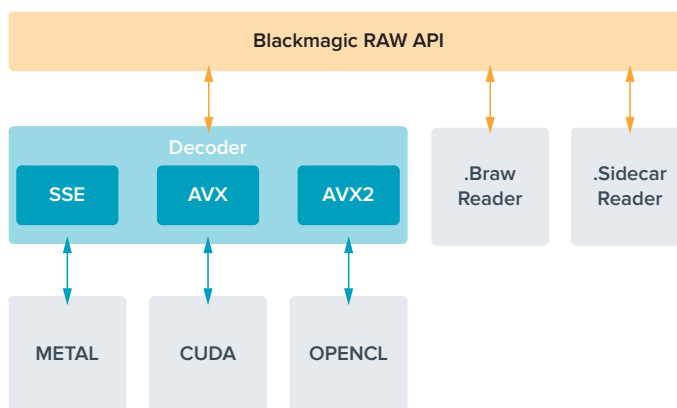 Blackmagic RAW API
Decoder
SSE
AVX
AVX2
.Braw
Reader
.Sidecar
Reader
METAL
CUDA
OPENCL